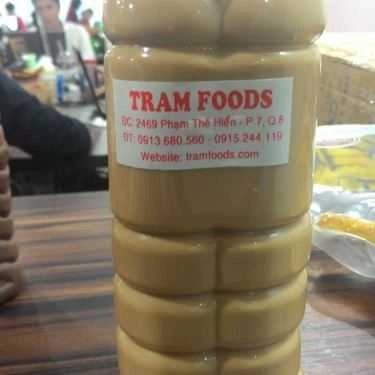 TRAM FOODS
ĐC: 2469 Phạm Thế Hiển - P.7, Q.8
ĐT: 0913.680.560 - 0915.244.119
Website: tramfoods.com